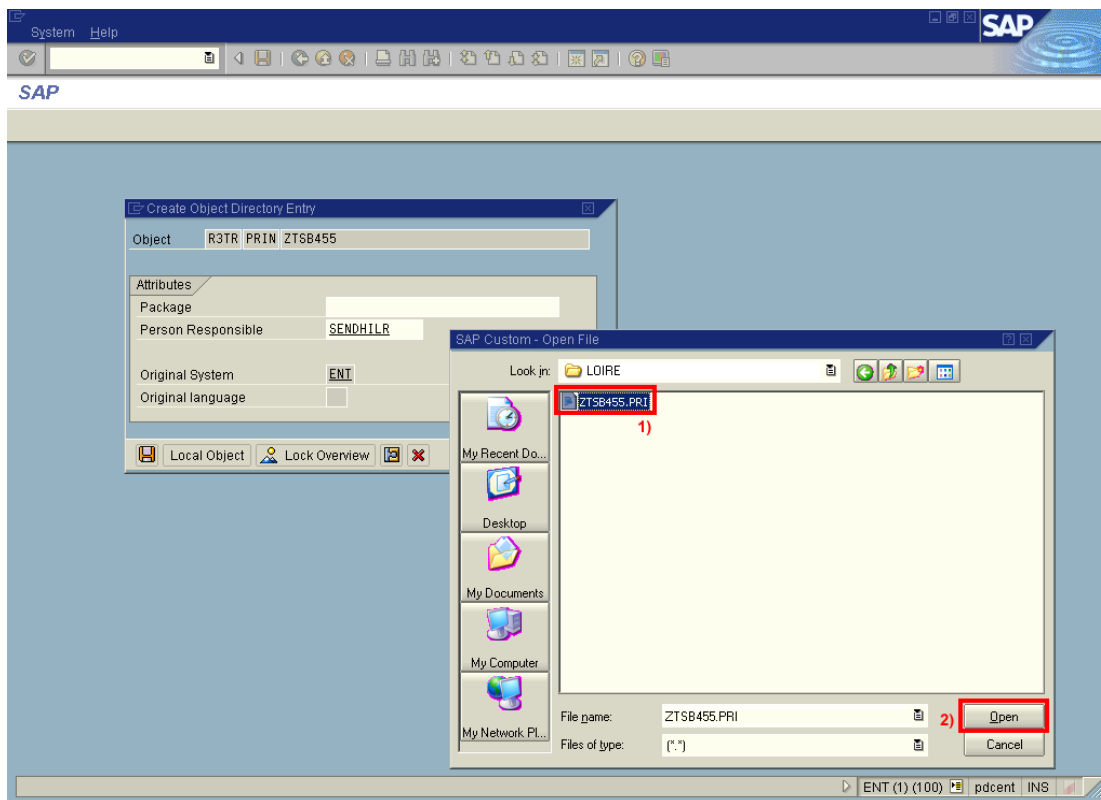 System Help
SAP
SAP
Create Object Directory Entry
Object R3TR PRIN ZTSB455
Attributes
Package
Person Responsible SENDHILR
Original System ENT
Original language
Local Object Lock Overview
SAP Custom - Open File
Look in: LOIRE
ZTSB455.PRI
1)
My Recent Do...
Desktop
My Documents
My Computer
My Network Pl...
File name: ZTSB455.PRI
2) Open
Files of type: (*.*)
Cancel
ENT (1) (100) pdcent INS